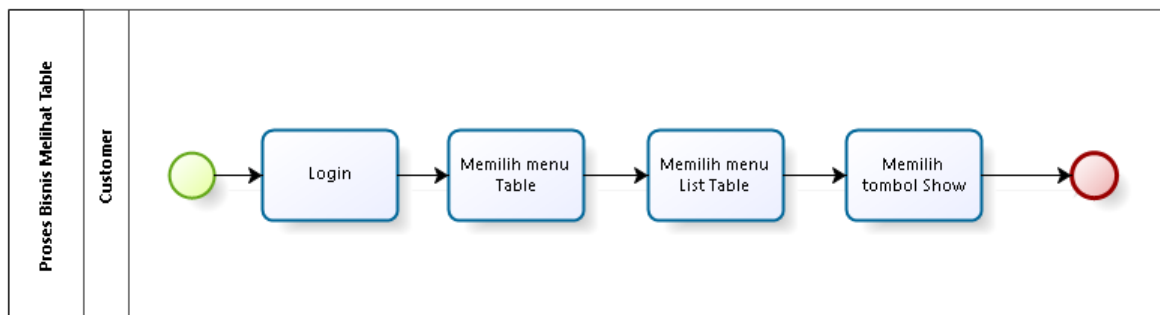 Proses Bisnis Melihat Table
Customer
Login
Memilih menu
Table
Memilih menu
List Table
Memilih
tombol Show